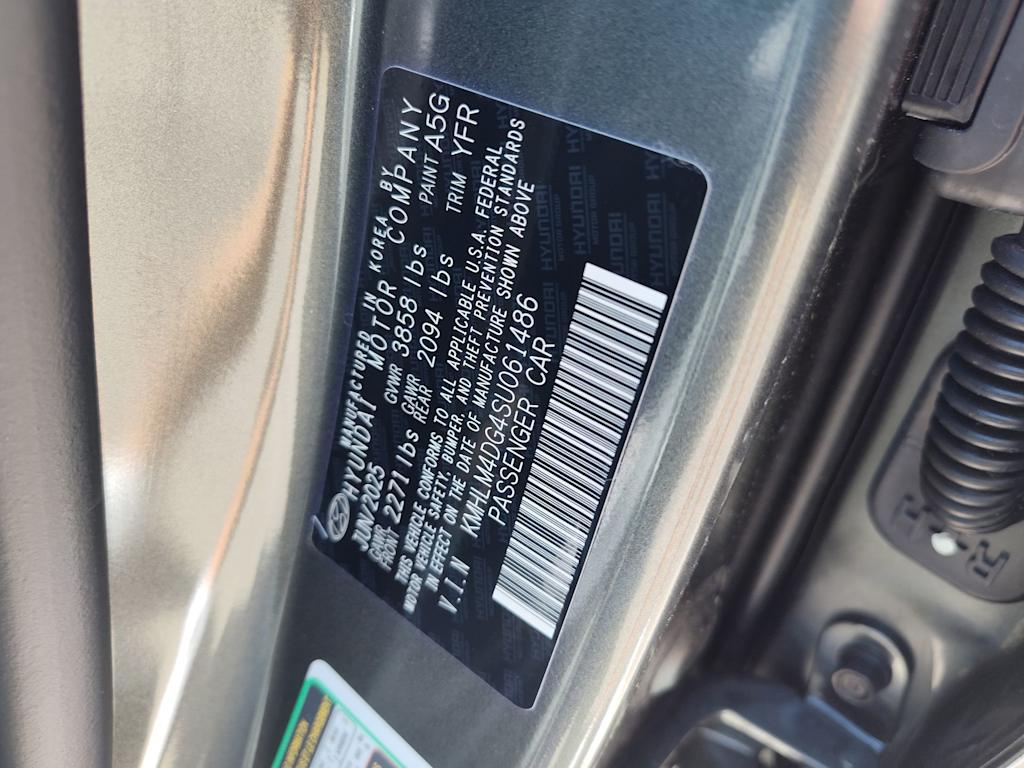 MANUFACTURED IN KOREA BY
HYUNDAI MOTOR COMPANY
JUN/2025 GVWR 3858 lbs PAINT A5G
GAWR FRONT 2271 lbs GAWR REAR 2094 lbs TRIM YFR
THIS VEHICLE CONFORMS TO ALL APPLICABLE U.S.A. FEDERAL
MOTOR VEHICLE SAFETY, BUMPER, AND THEFT PREVENTION STANDARDS
IN EFFECT ON THE DATE OF MANUFACTURE SHOWN ABOVE
V.I.N KMHLM4DG4SU061486
PASSENGER CAR